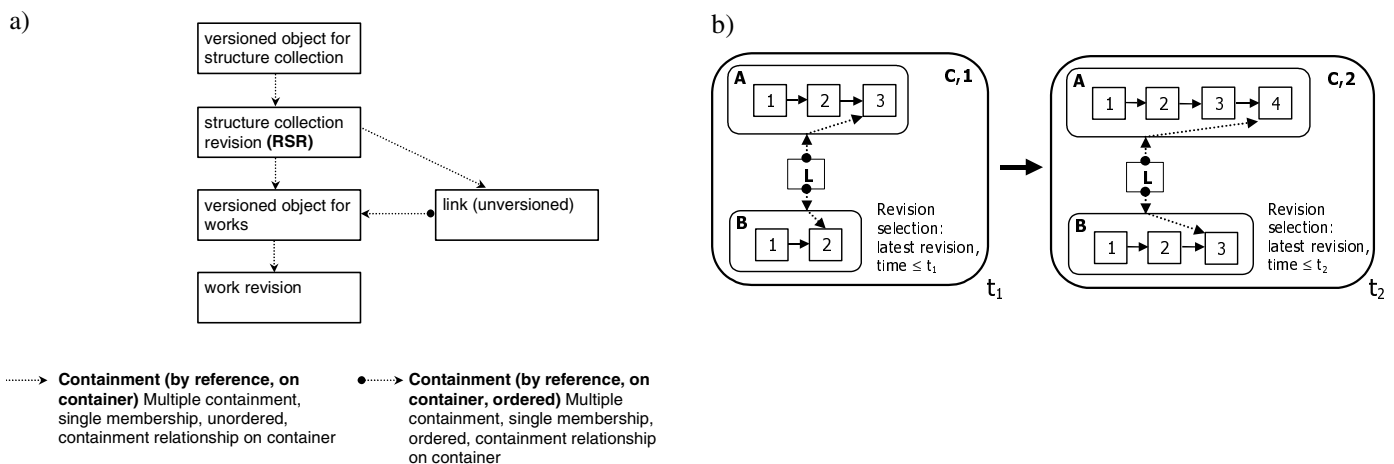 a)
versioned object for
structure collection
structure collection
revision (RSR)
versioned object for
works
link (unversioned)
work revision
Containment (by reference, on
container) Multiple containment,
single membership, unordered,
containment relationship on container
Containment (by reference, on
container, ordered) Multiple
containment, single membership,
ordered, containment relationship
on container
b)
A
C,1
1
2
3
L
B
1
2
Revision
selection:
latest revision,
time ≤ t1
t1
A
C,2
1
2
3
4
L
B
1
2
3
Revision
selection:
latest revision,
time ≤ t2
t2